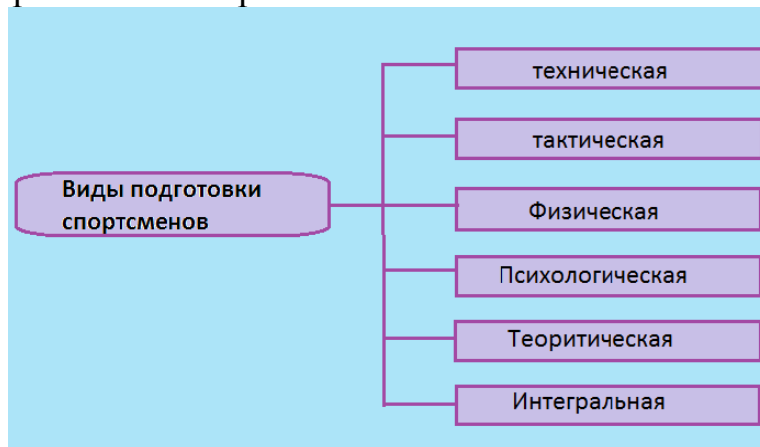 Виды подготовки
спортсменов
техническая
тактическая
Физическая
Психологическая
Теоритическая
Интегральная